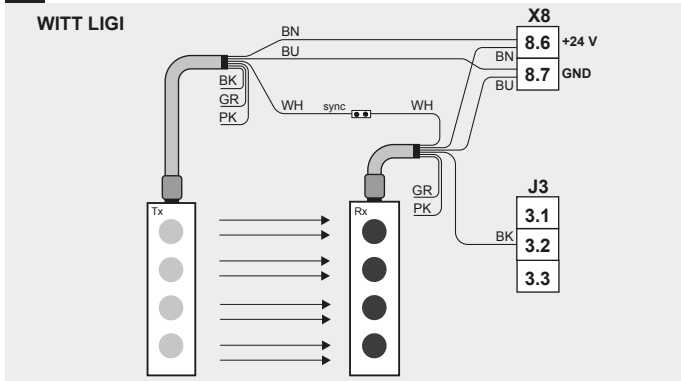 WITT LIGI
X8
BN
8.6 +24 V
BU
BN
8.7 GND
BU
BK
GR
PK
WH sync WH
GR
PK
J3
Tx
Rx
3.1
BK
3.2
3.3